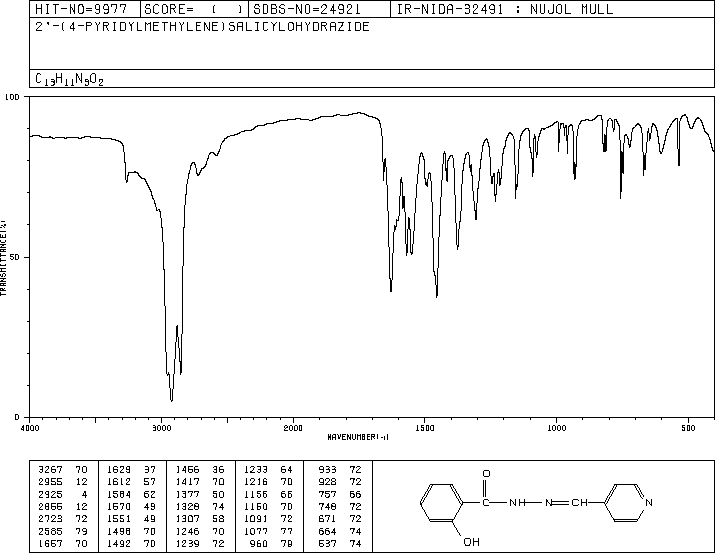 HIT-NO=9977 SCORE= ( ) SDBS-NO=24921 IR-NIDA-32491 : NUJOL MULL
2'-(4-PYRIDYLMETHYLENE)SALICYLOHYDRAZIDE
C13H11N3O2
100
50
0
TRANSMITTANCE(%)
4000 3000 2000 1500 1000 500
WAVENUMBER(-1)
3267 70 1629 37 1466 36 1233 64 933 72
2955 12 1612 57 1417 70 1216 70 928 72
2925 4 1584 62 1377 50 1156 66 757 66
2855 12 1570 49 1328 74 1150 70 748 72
2723 72 1551 49 1307 58 1091 72 671 72
2585 79 1498 70 1246 70 1077 77 664 74
1657 70 1492 70 1239 72 960 79 537 74
O
C NH N CH N
OH